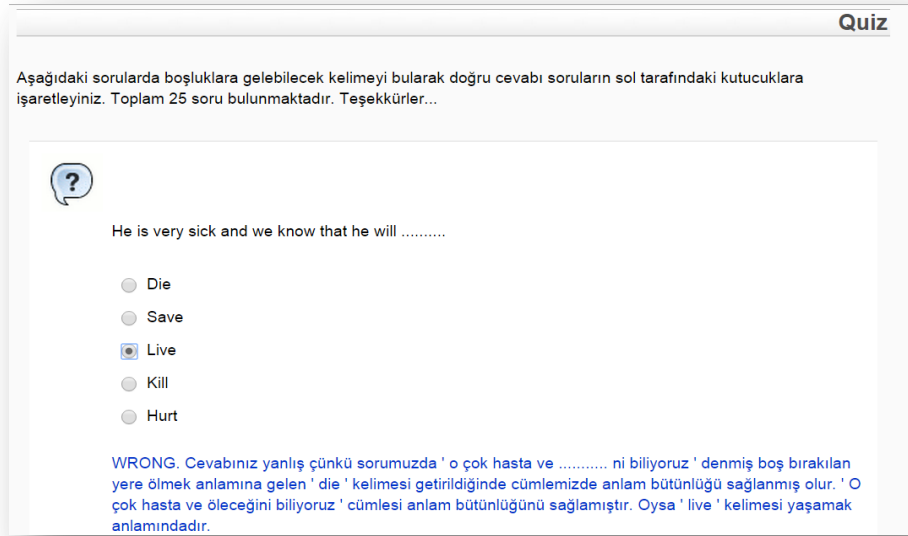 Quiz
Aşağıdaki sorularda boşluklara gelebilecek kelimeyi bularak doğru cevabı soruların sol tarafındaki kutucuklara
işaretleyiniz. Toplam 25 soru bulunmaktadır. Teşekkürler...
?
He is very sick and we know that he will ..........
Die
Save
Live
Kill
Hurt
WRONG. Cevabınız yanlış çünkü sorumuzda ' o çok hasta ve ........... ni biliyoruz ' denmiş boş bırakılan
yere ölmek anlamına gelen ' die ' kelimesi getirildiğinde cümlemizde anlam bütünlüğü sağlanmış olur. ' O
çok hasta ve öleceğini biliyoruz ' cümlesi anlam bütünlüğünü sağlamıştır. Oysa ' live ' kelimesi yaşamak
anlamındadır.